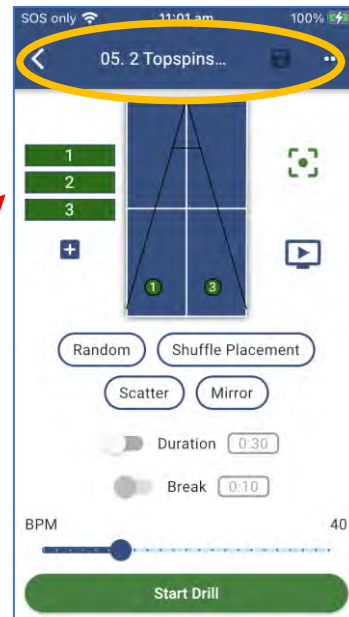 SOS only 11:01 am 100%
05. 2 Topspins...
1
2
3
1 3
Random Shuffle Placement
Scatter Mirror
Duration 0:30
Break 0:10
BPM 40
Start Drill